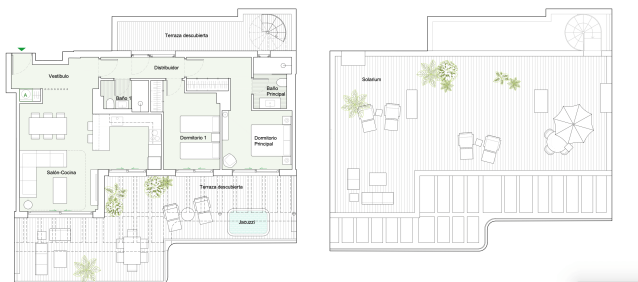 Terraza descubierta
Vestíbulo
Distribuidor
A
Baño 1
Baño
Principal
Dormitorio 1
Dormitorio
Principal
Salón-Cocina
Terraza descubierta
Jacuzzi
Solarium